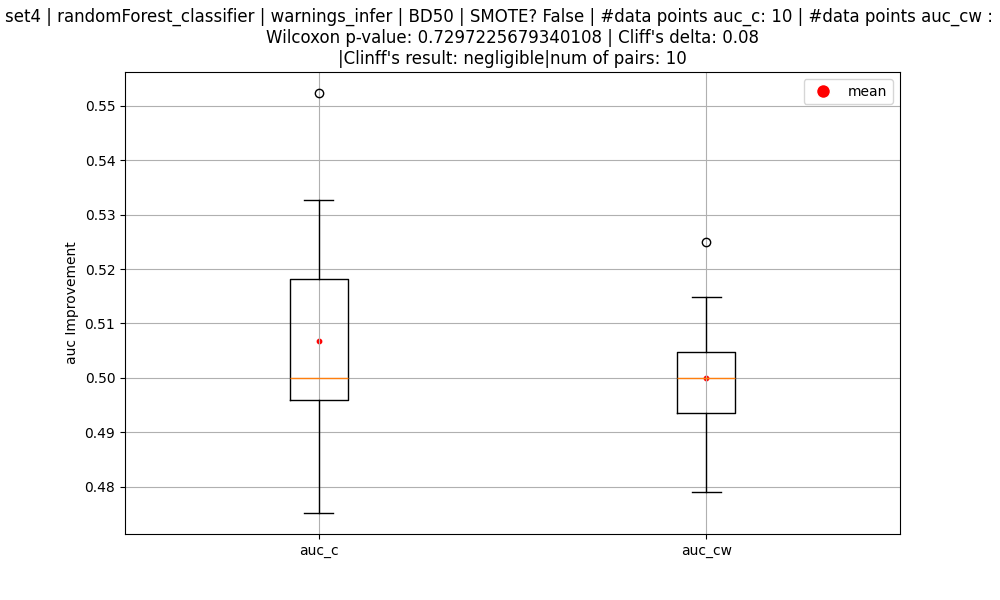 set4 | randomForest_classifier | warnings_infer | BD50 | SMOTE? False | #data points auc_c: 10 | #data points auc_cw :
Wilcoxon p-value: 0.7297225679340108 | Cliff's delta: 0.08
|Clinff's result: negligible|num of pairs: 10
mean
0.55
0.54
0.53
0.52
0.51
0.50
0.49
0.48
auc Improvement
auc_c
auc_cw